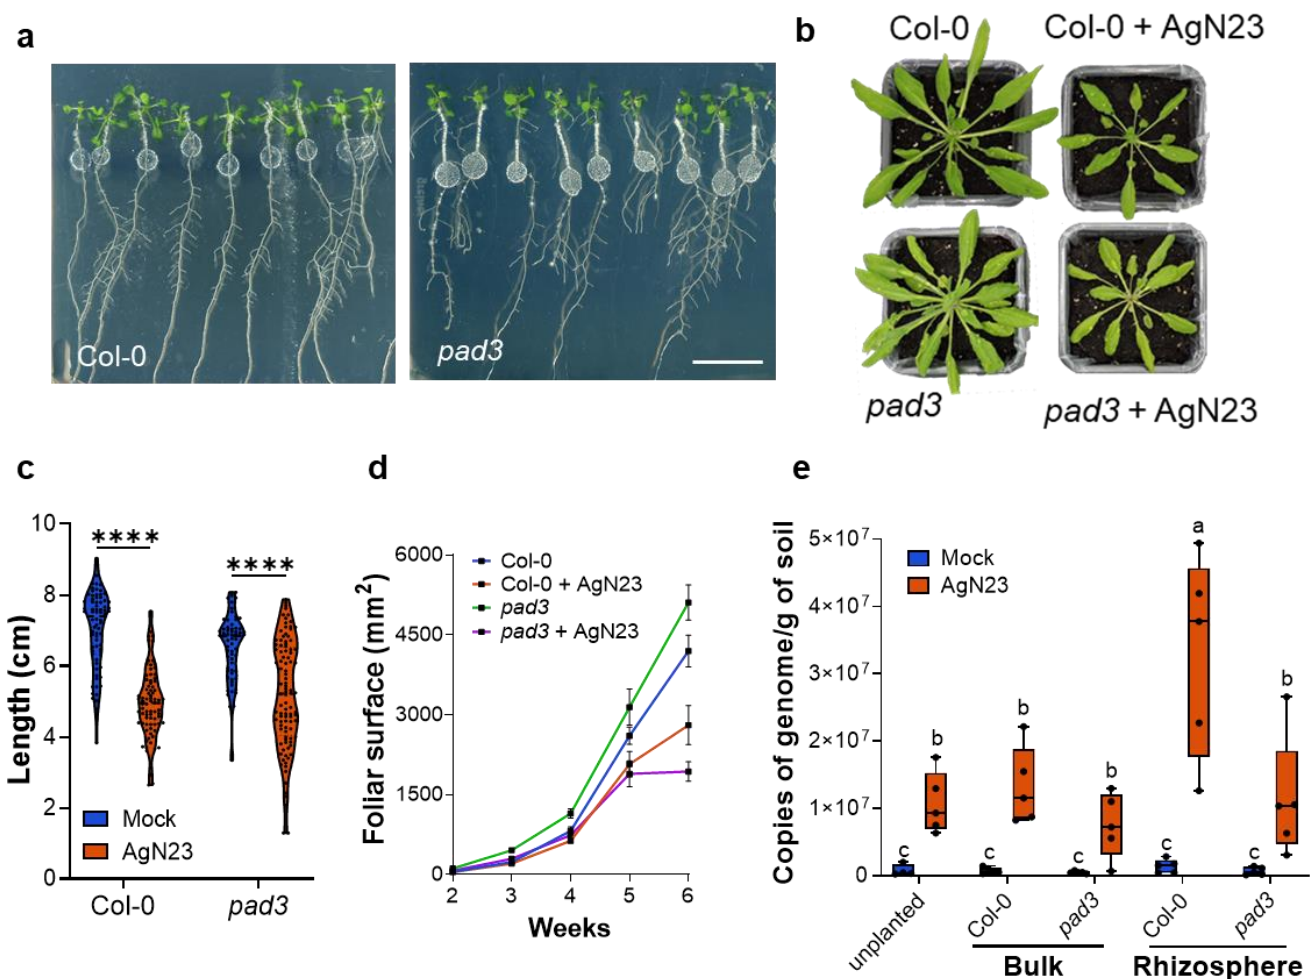 a
Col-0
pad3
b
Col-0
Col-0 + AgN23
pad3
pad3 + AgN23
c
Length (cm)
10
8
6
4
2
0
****
****
Mock
AgN23
Col-0
pad3
d
Foliar surface (mm²)
6000
4500
3000
1500
0
Col-0
Col-0 + AgN23
pad3
pad3 + AgN23
2 3 4 5 6
Weeks
e
Copies of genome/g of soil
5×10⁷
4×10⁷
3×10⁷
2×10⁷
1×10⁷
0
Mock
AgN23
c b c b c b c a c b
unplanted
Col-0
pad3
Col-0
pad3
Bulk
Rhizosphere